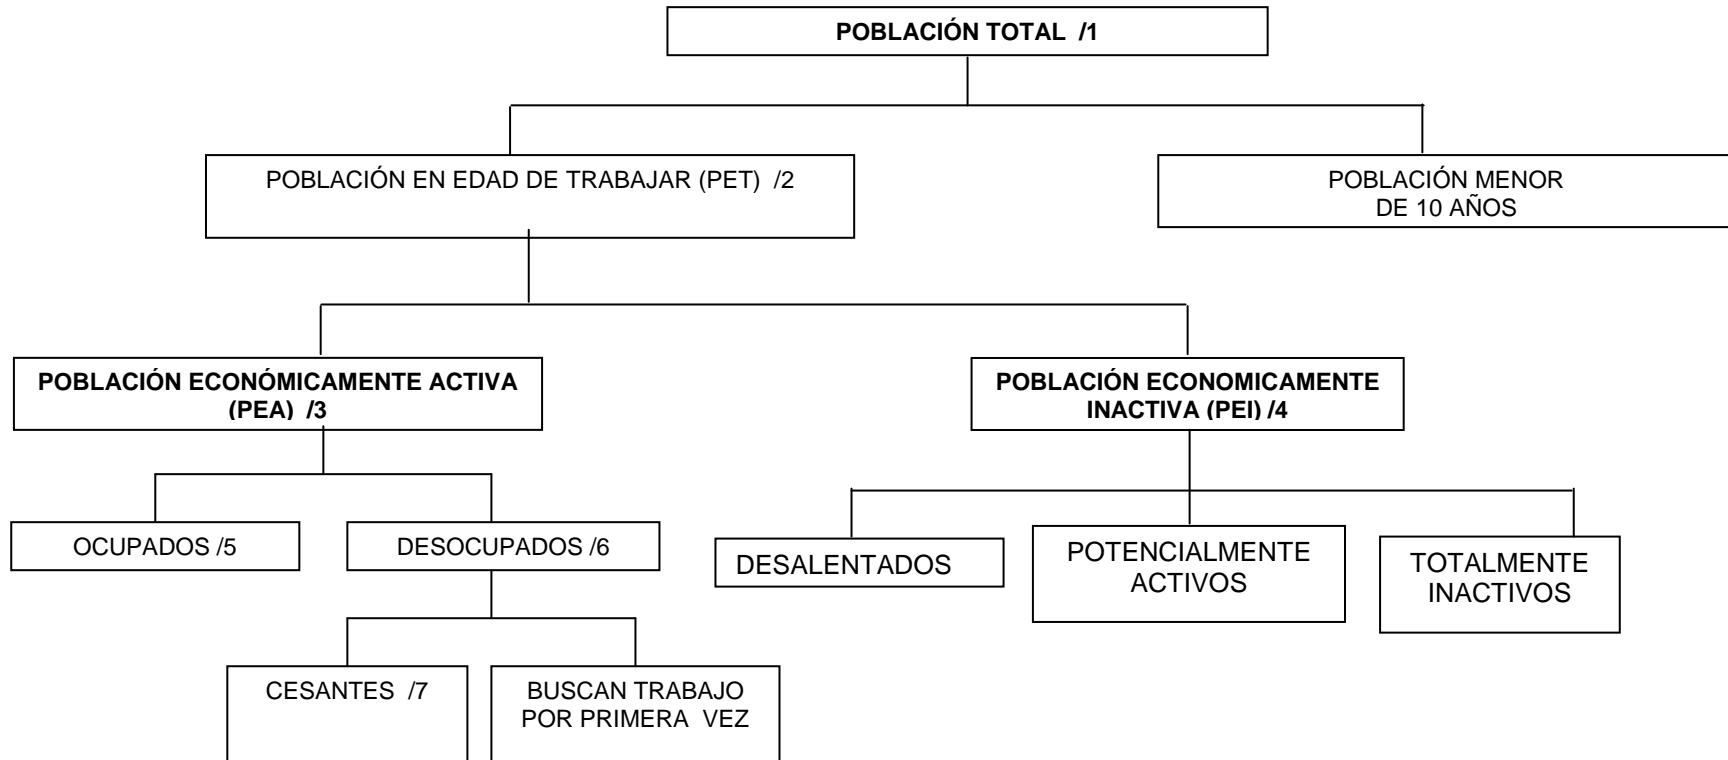 POBLACIÓN TOTAL /1
POBLACIÓN EN EDAD DE TRABAJAR (PET) /2
POBLACIÓN MENOR
DE 10 AÑOS
POBLACIÓN ECONÓMICAMENTE ACTIVA
(PEA) /3
POBLACIÓN ECONOMICAMENTE
INACTIVA (PEI) /4
OCUPADOS /5
DESOCUPADOS /6
DESALENTADOS
POTENCIALMENTE
ACTIVOS
TOTALMENTE
INACTIVOS
CESANTES /7
BUSCAN TRABAJO
POR PRIMERA VEZ